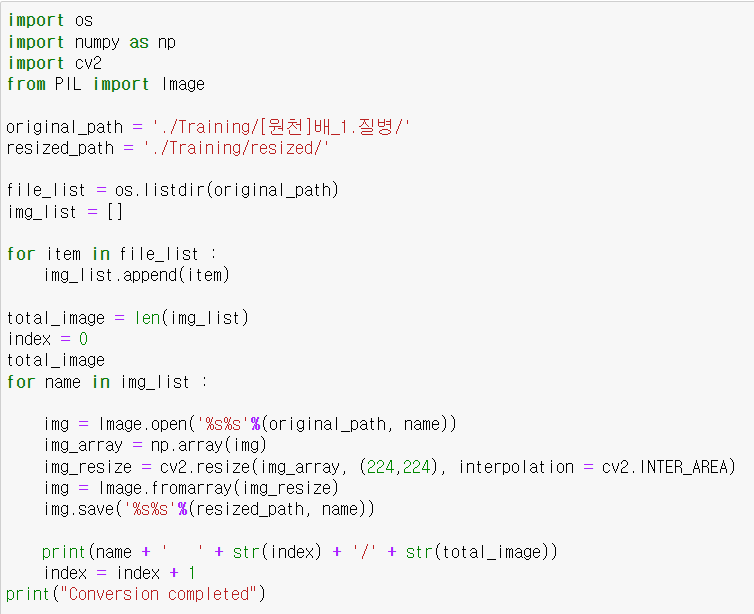 import os
import numpy as np
import cv2
from PIL import Image

original_path = './Training/[원천]배_1.질병/'
resized_path = './Training/resized/'

file_list = os.listdir(original_path)
img_list = []

for item in file_list :
    img_list.append(item)

total_image = len(img_list)
index = 0
total_image
for name in img_list :

    img = Image.open('%s%s'%(original_path, name))
    img_array = np.array(img)
    img_resize = cv2.resize(img_array, (224,224), interpolation = cv2.INTER_AREA)
    img = Image.fromarray(img_resize)
    img.save('%s%s'%(resized_path, name))

    print(name + '   ' + str(index) + '/' + str(total_image))
    index = index + 1
print("Conversion completed")